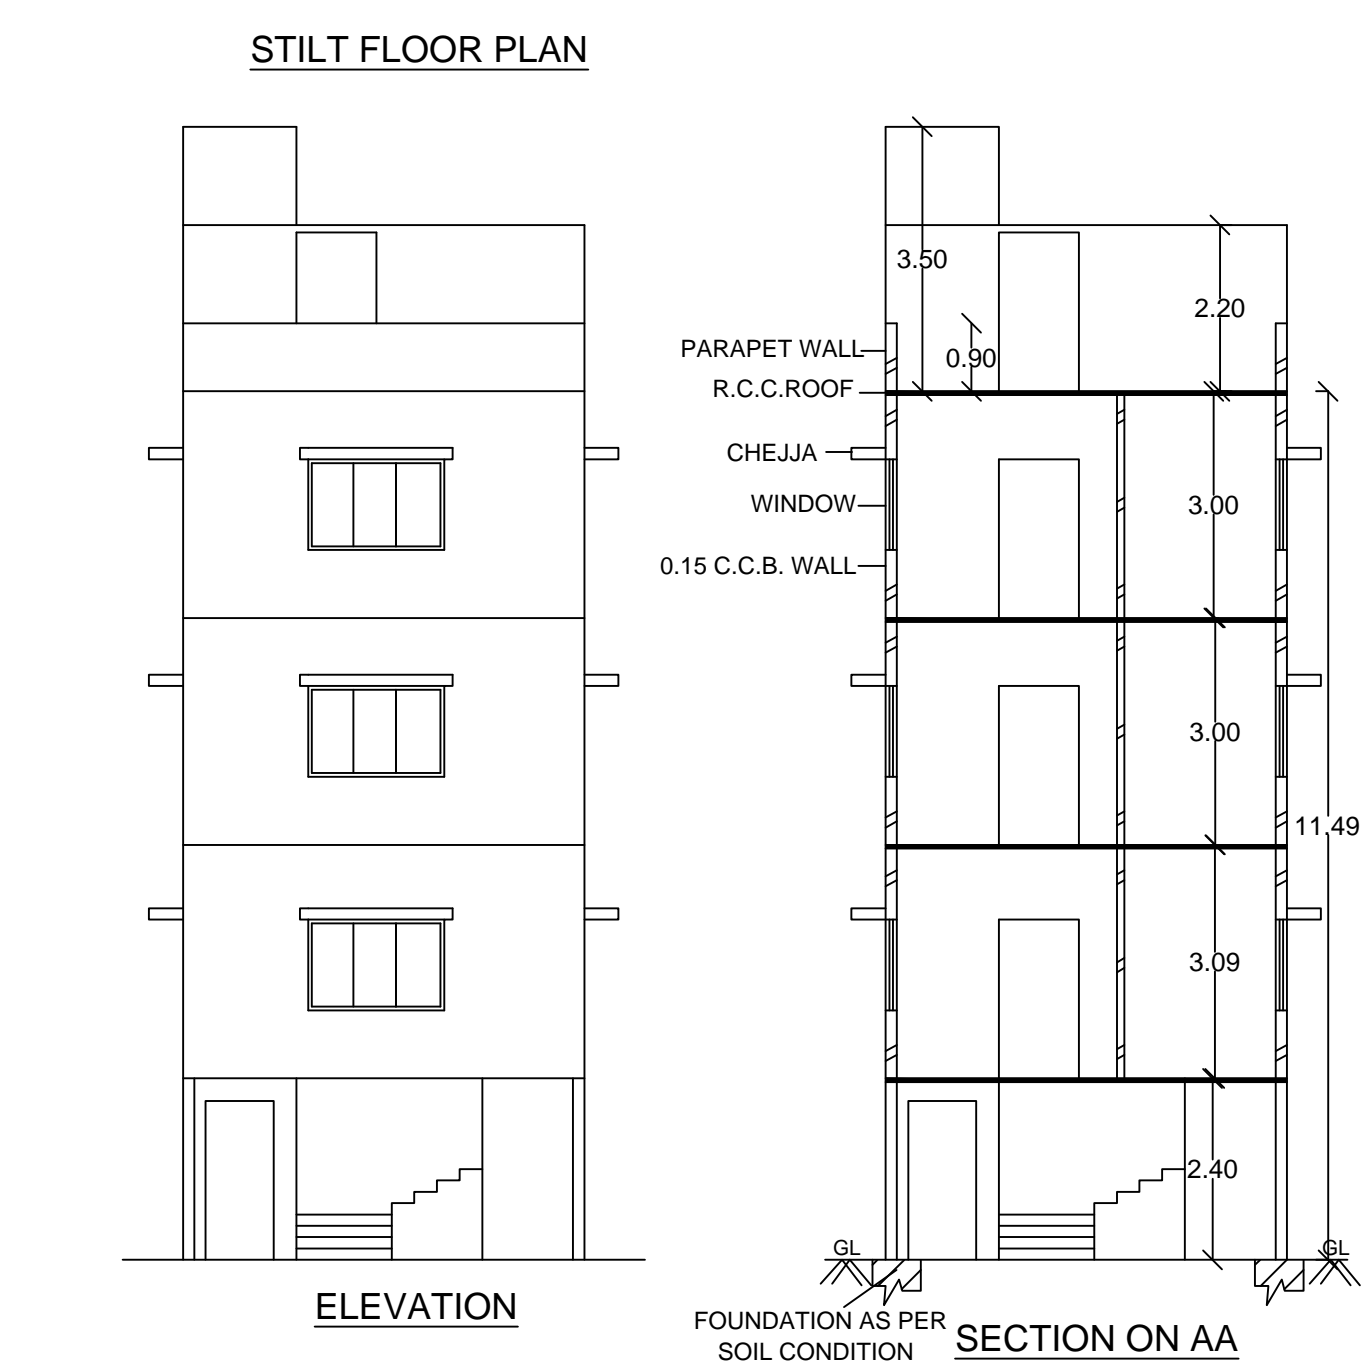 STILT FLOOR PLAN
3.50
2.20
PARAPET WALL
0.90
R.C.C.ROOF
CHEJJA
WINDOW
3.00
0.15 C.C.B. WALL
3.00
11.49
3.09
2.40
GL
GL
ELEVATION
FOUNDATION AS PER
SOIL CONDITION
SECTION ON AA